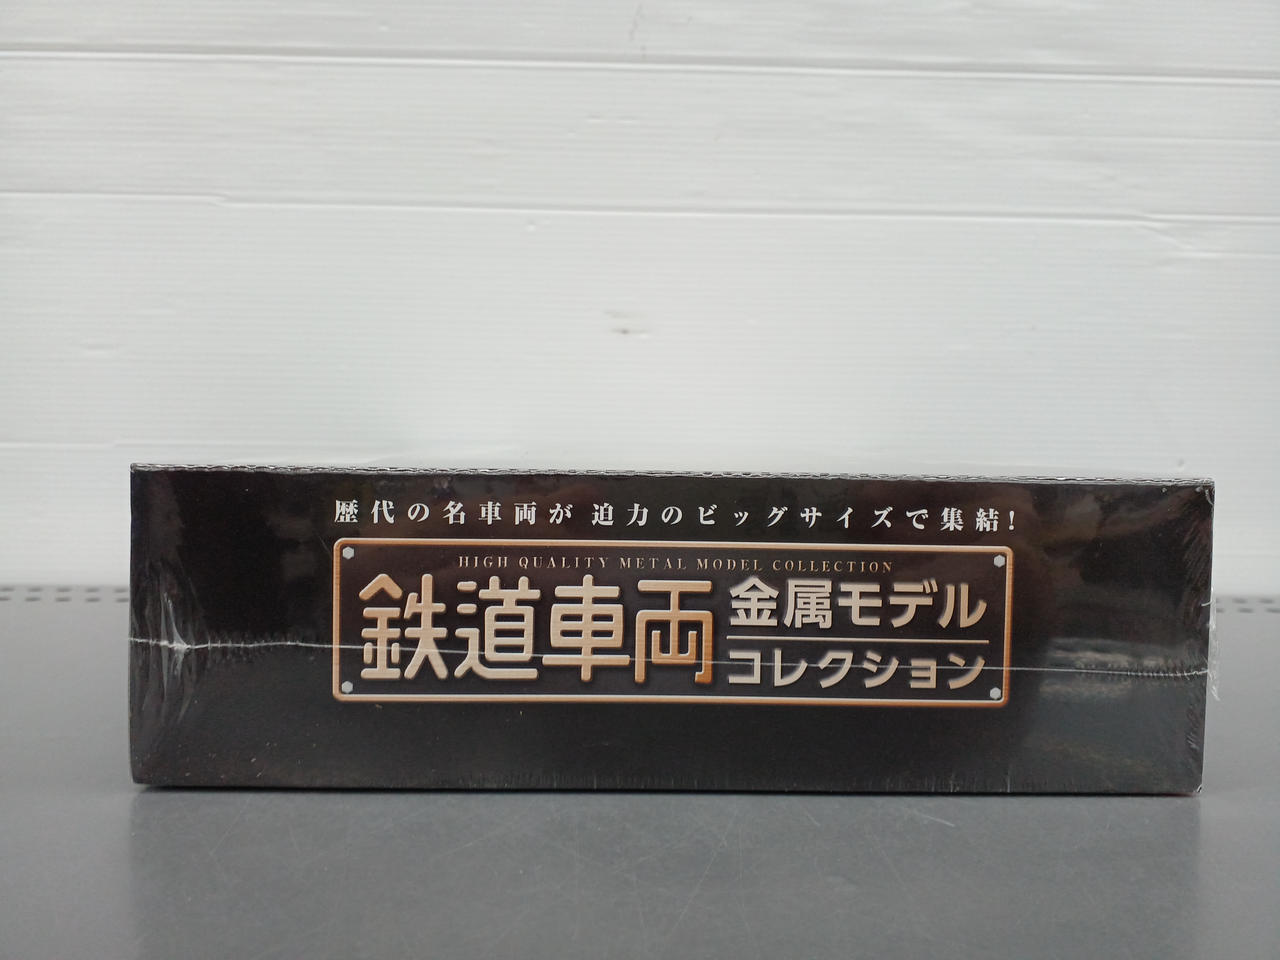 歴代の名車両が迫力のビッグサイズで集結!
HIGH QUALITY METAL MODEL COLLECTION
鉄道車両
金属モデル
コレクション